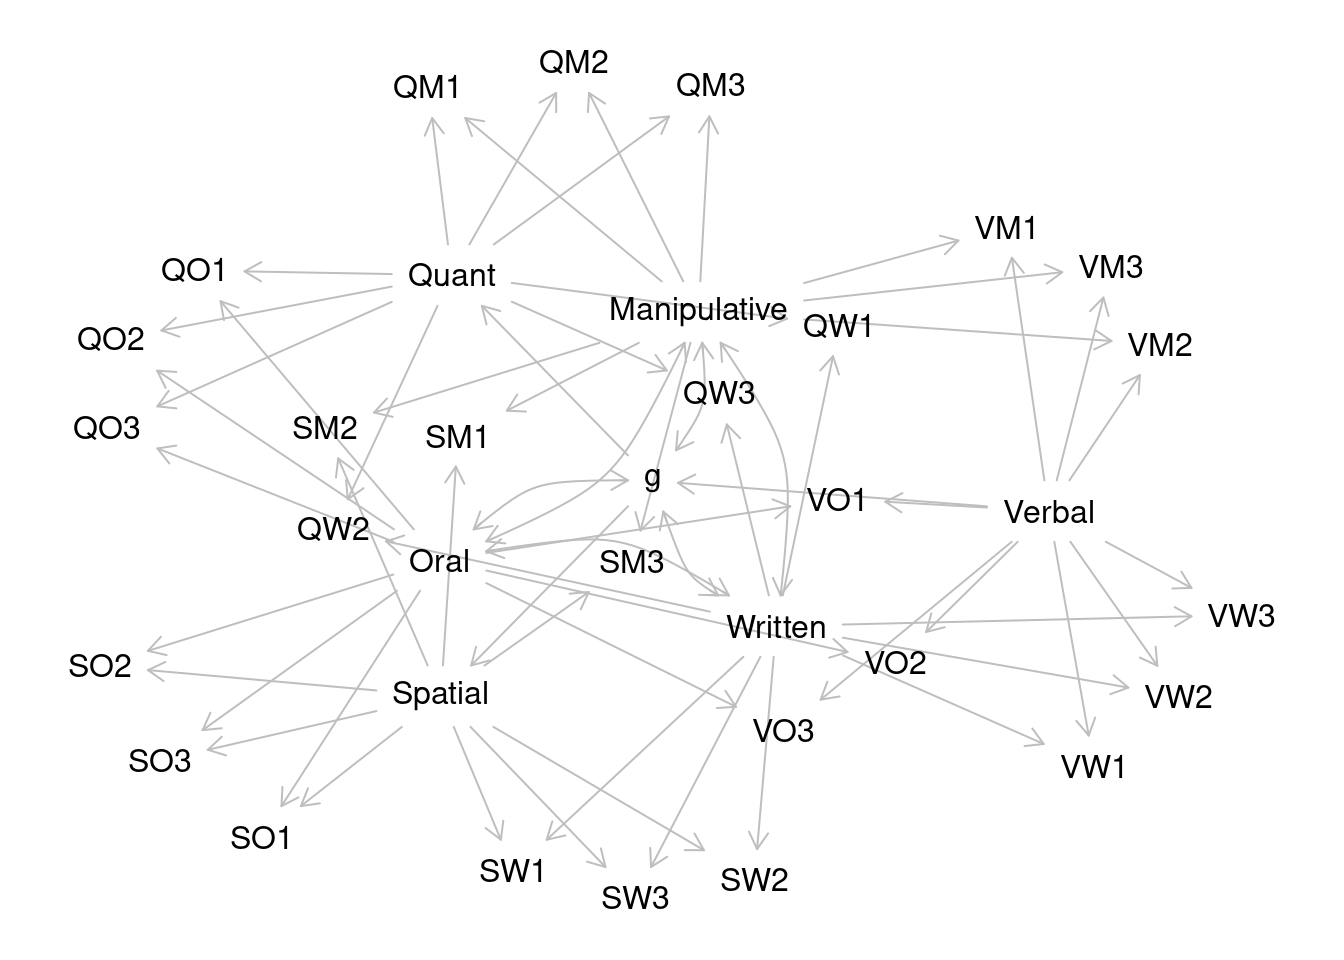 QM2
QM1
QM3
VM1
VM3
QO1
Quant
Manipulative
QW1
QO2
VM2
QW3
QO3
SM2
SM1
g
VO1
Verbal
QW2
Oral
SM3
VW3
Written
SO2
VO2
Spatial
VW2
VO3
SO3
VW1
SO1
SW1
SW2
SW3